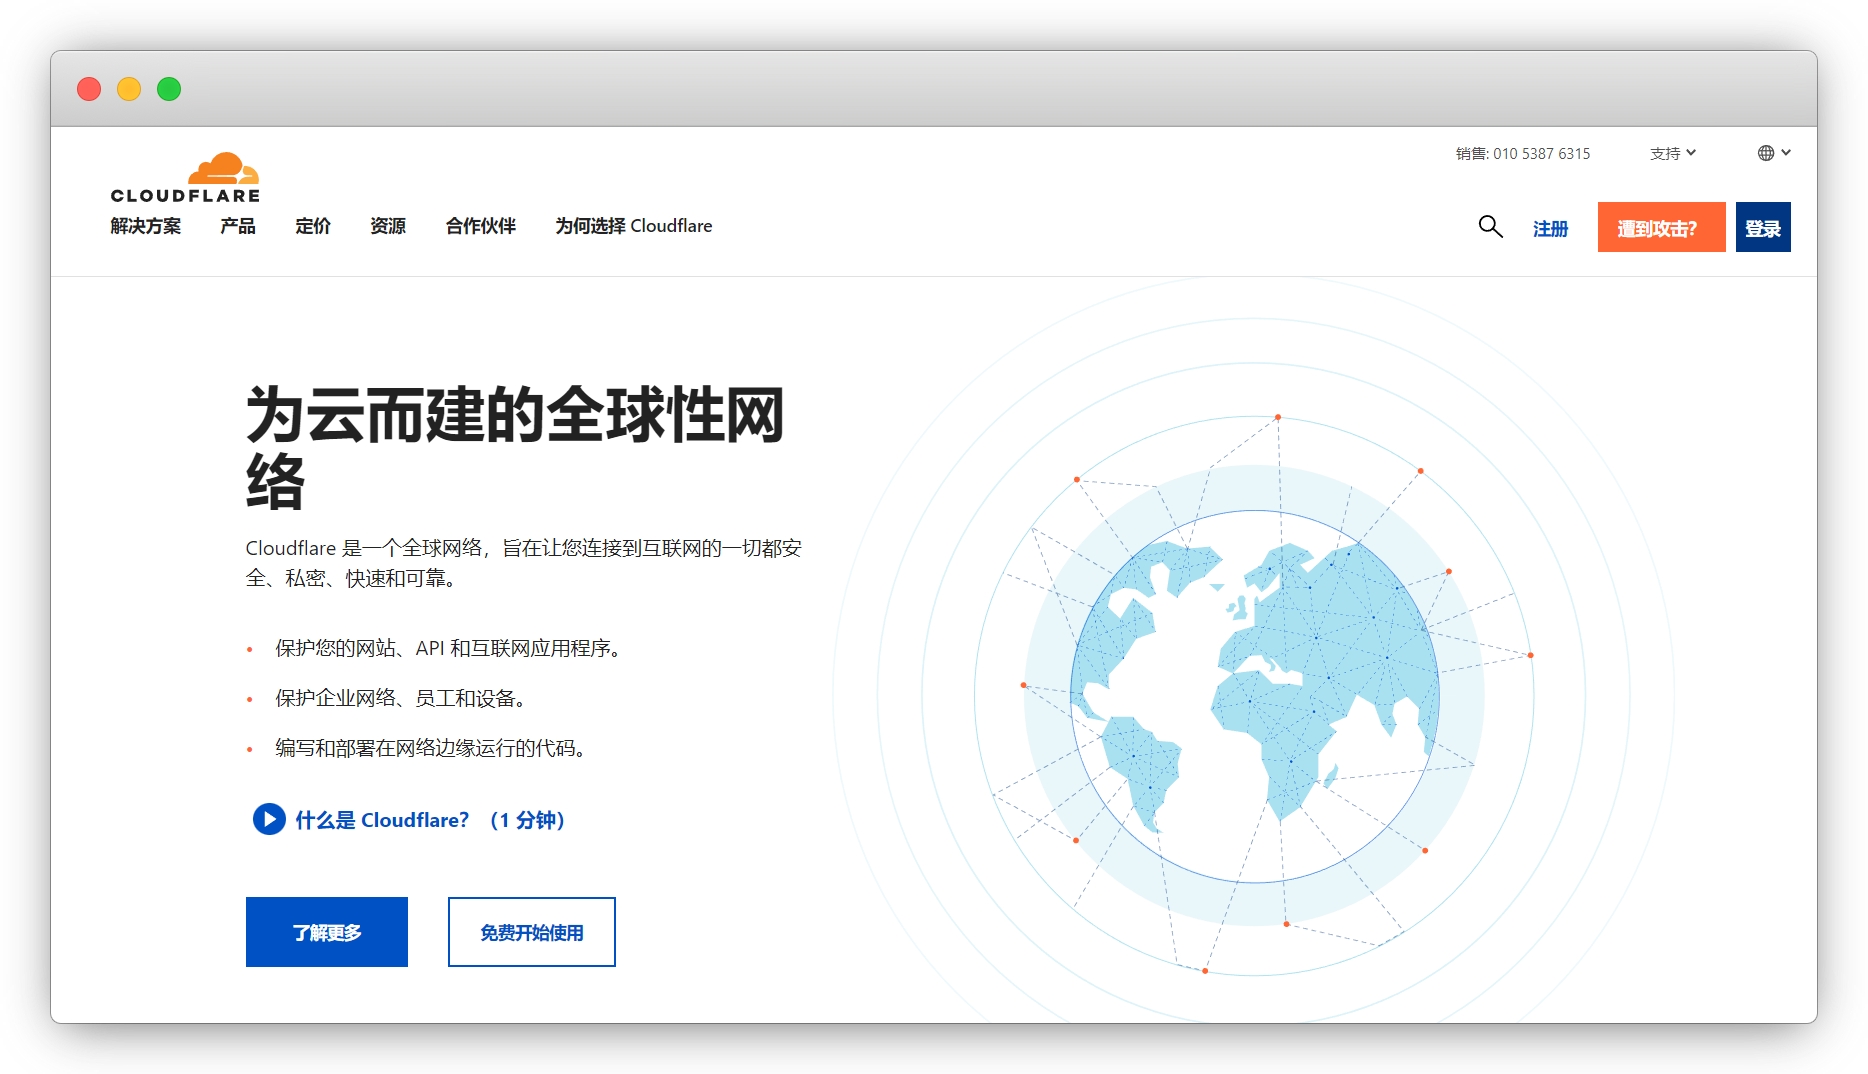 销售: 010 5387 6315
支持
CLOUDFLARE
解决方案 产品 定价 资源 合作伙伴 为何选择 Cloudflare
注册 遭到攻击? 登录
为云而建的全球性网
络
Cloudflare 是一个全球网络，旨在让您连接到互联网的一切都安
全、私密、快速和可靠。
• 保护您的网站、API 和互联网应用程序。
• 保护企业网络、员工和设备。
• 编写和部署在网络边缘运行的代码。
什么是 Cloudflare？（1 分钟）
了解更多 免费开始使用